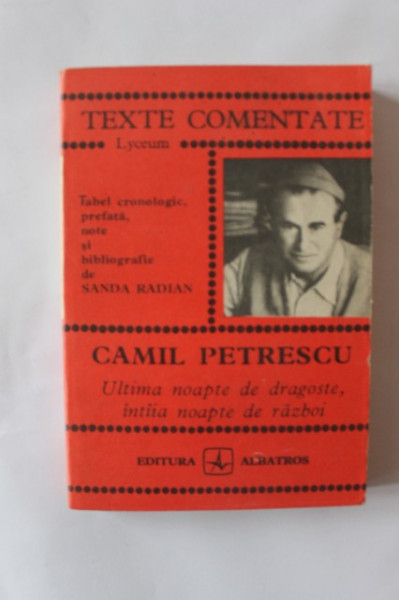 TEXTE COMENTATE
Lyceum
Tabel cronologic,
prefață,
note
și
bibliografie
de
SANDA RADIAN
CAMIL PETRESCU
Ultima noapte de dragoste,
întîia noapte de război
EDITURA ALBATROS